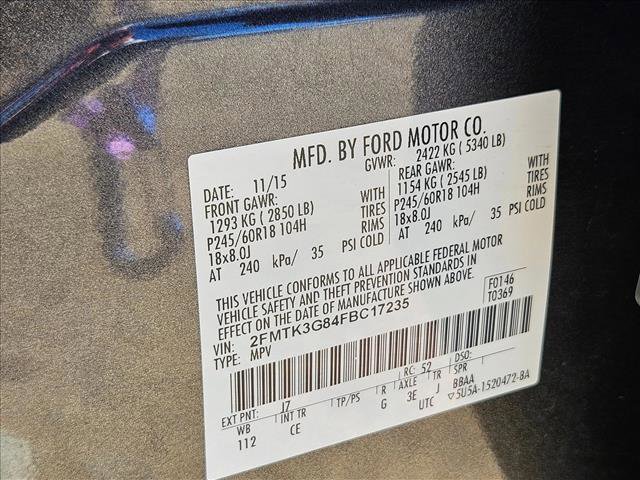 MFD. BY FORD MOTOR CO.
DATE: 11/15 GVWR: 2422 KG ( 5340 LB)
FRONT GAWR: REAR GAWR:
1293 KG ( 2850 LB) WITH 1154 KG ( 2545 LB) WITH
P245/60R18 104H TIRES P245/60R18 104H TIRES
18x8.0J RIMS 18x8.0J RIMS
AT 240 kPa/ 35 PSI COLD AT 240 kPa/ 35 PSI COLD
THIS VEHICLE CONFORMS TO ALL APPLICABLE FEDERAL MOTOR
VEHICLE SAFETY AND THEFT PREVENTION STANDARDS IN
EFFECT ON THE DATE OF MANUFACTURE SHOWN ABOVE.
VIN: 2FMTK3G84FBC17235 F0146
TYPE: MPV T0369
EXT PNT: J7 RC: 52 DSO:
WB INT TR TP/PS R AXLE TR SPR
112 CE G 3E J BBAA
UTC ▽5U5A-1520472-BA